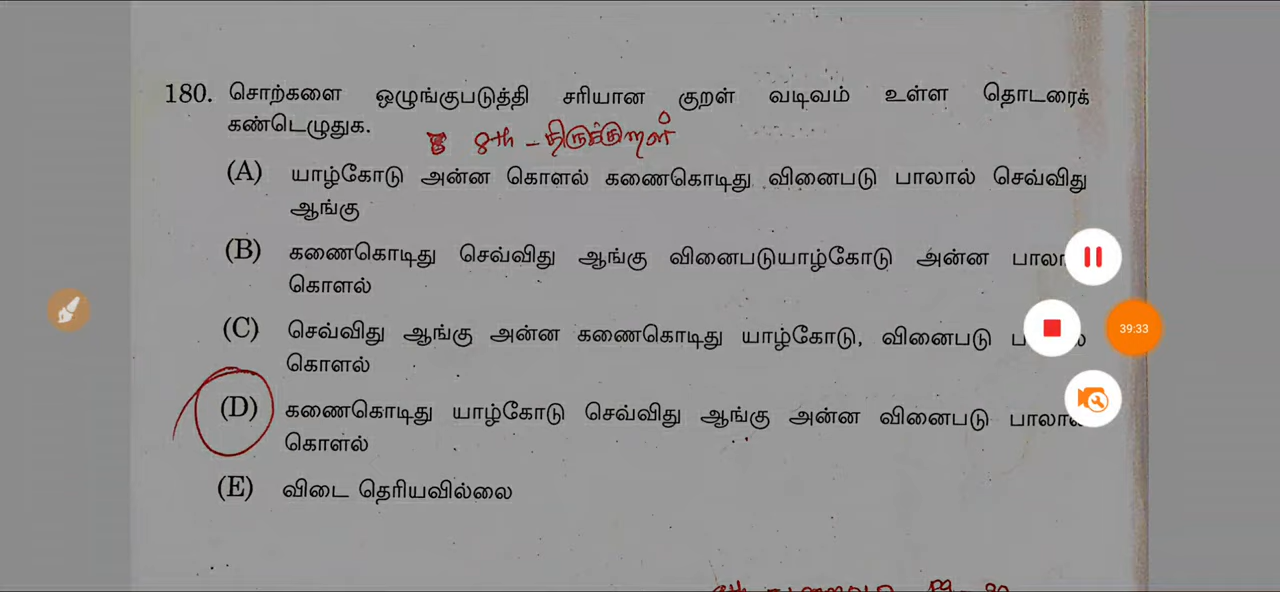 180. சொற்களை ஒழுங்குபடுத்தி சரியான குறள் வடிவம் உள்ள தொடரைக்
கண்டெழுதுக.
8th - திருக்குறள்
(A) யாழ்கோடு அன்ன கொளல் கணைகொடிது வினைபடு பாலால் செவ்விது
ஆங்கு
(B) கணைகொடிது செவ்விது ஆங்கு வினைபடுயாழ்கோடு அன்ன
கொளல்
(C) செவ்விது ஆங்கு அன்ன கணைகொடிது யாழ்கோடு, வினைபடு
கொளல்
39:33
(D) கணைகொடிது யாழ்கோடு செவ்விது ஆங்கு அன்ன வினைபடு பாலால்
கொளல்
(E) விடை தெரியவில்லை